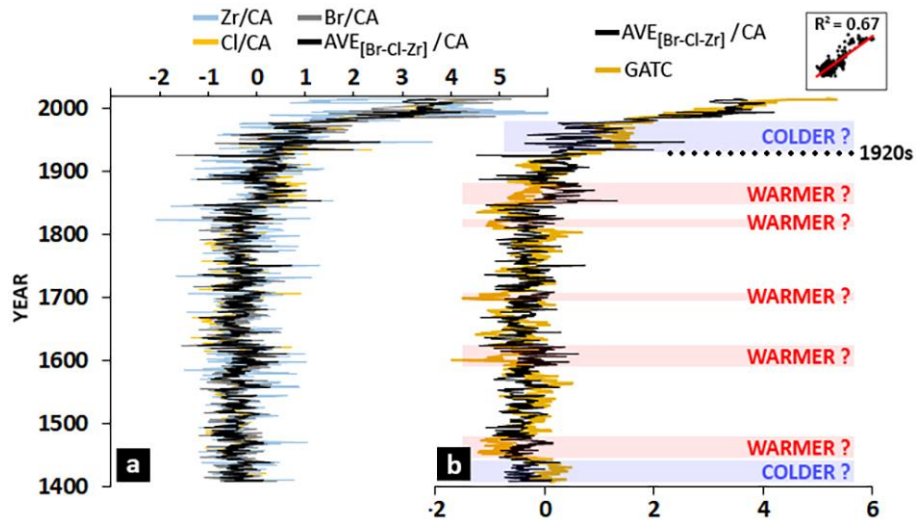 Zr/CA Br/CA
Cl/CA AVE[Br-Cl-Zr] /CA
AVE[Br-Cl-Zr] /CA
GATC
R² = 0.67
-2 -1 0 1 2 3 4 5
YEAR
2000
1900
1800
1700
1600
1500
1400
COLDER ?
1920s
WARMER ?
WARMER ?
WARMER ?
WARMER ?
WARMER ?
COLDER ?
a
b
-2 0 2 4 6